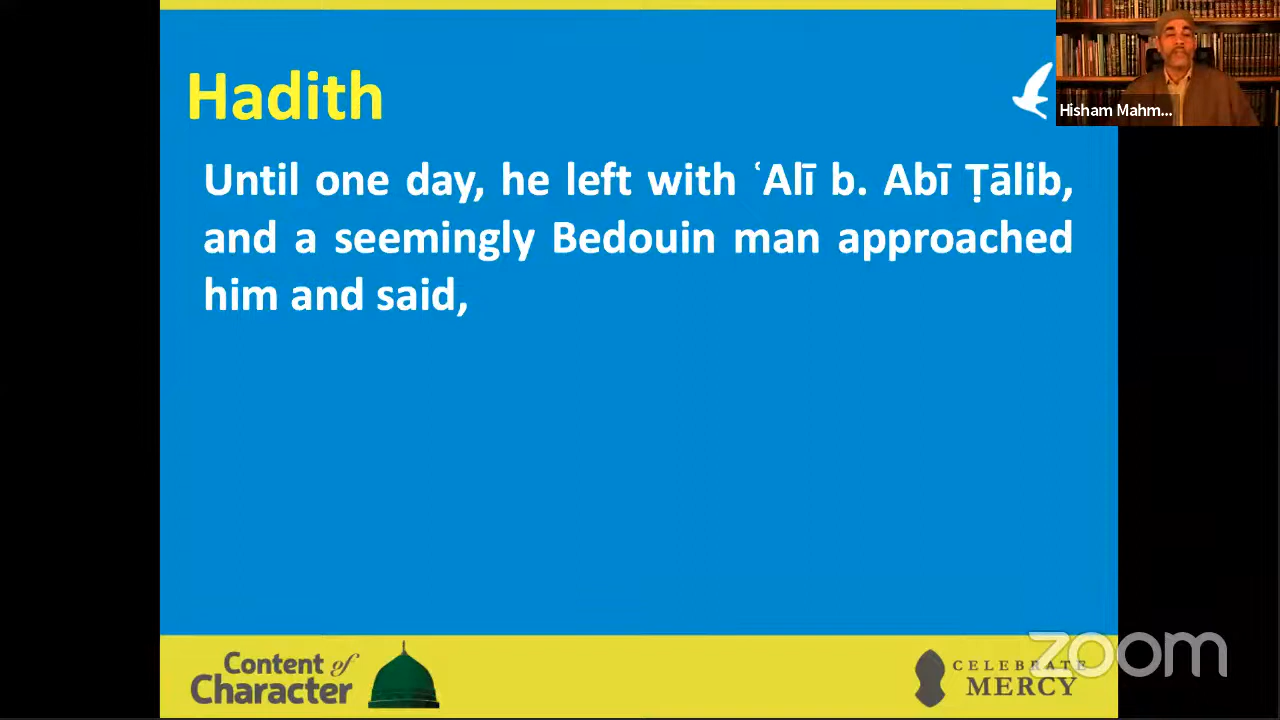 Hadith
Hisham Mahm...
Until one day, he left with ʿAlī b. Abī Ṭālib,
and a seemingly Bedouin man approached
him and said,
Content of
Character
CELEBRATE
MERCY
zoom